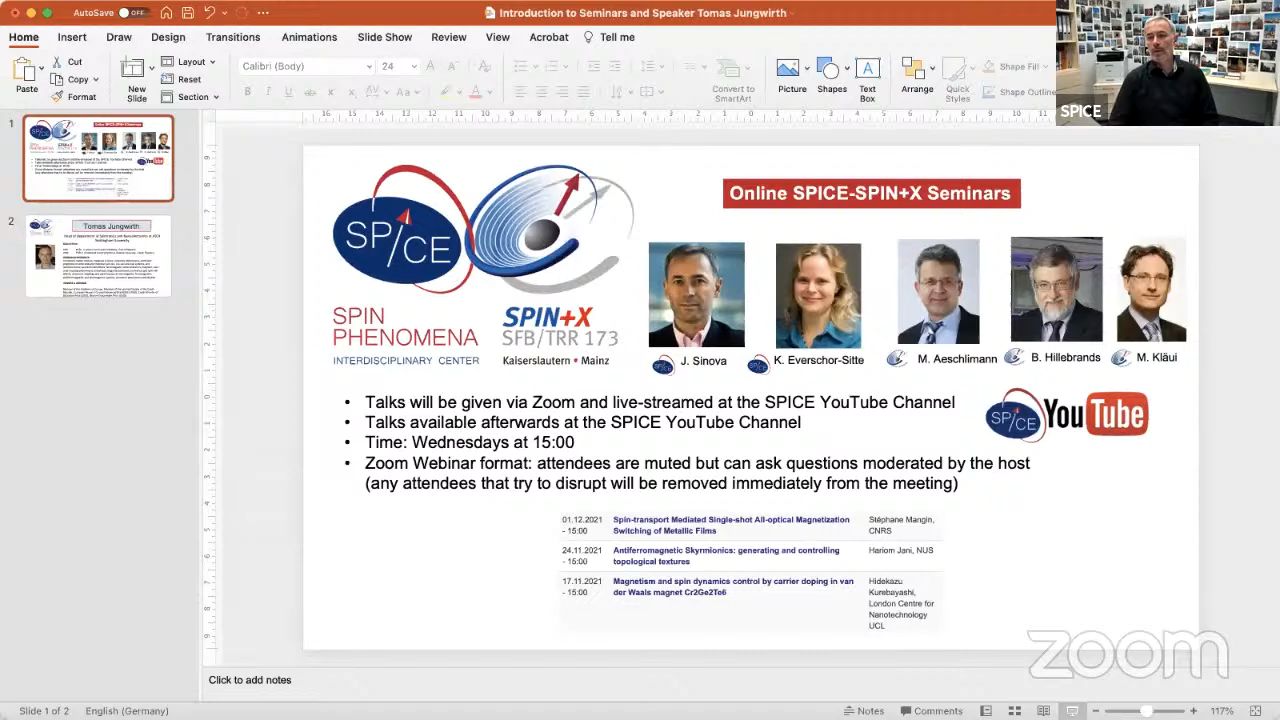 AutoSave OFF
Introduction to Seminars and Speaker Tomas Jungwirth
Home Insert Draw Design Transitions Animations Slide Show Review View Acrobat Tell me
Paste
Cut
Copy
Format
New Slide
Layout
Reset
Section
Calibri (Body) 24
Convert to SmartArt
Picture
Shapes
Text Box
Arrange
Quick Styles
Shape Fill
Shape Outline
SPICE
1
2
Tomas Jungwirth
SPICE
SPIN
PHENOMENA
INTERDISCIPLINARY CENTER
SPIN+X
SFB/TRR 173
Kaiserslautern • Mainz
Online SPICE-SPIN+X Seminars
J. Sinova
K. Everschor-Sitte
M. Aeschlimann
B. Hillebrands
M. Kläui
• Talks will be given via Zoom and live-streamed at the SPICE YouTube Channel
• Talks avaiable afterwards at the SPICE YouTube Channel
• Time: Wednesdays at 15:00
• Zoom Webinar format: attendees are muted but can ask questions moderated by the host
(any attendees that try to disrupt will be removed immediately from the meeting)
SPICE YouTube
01.12.2021 Spin-transport Mediated Single-shot All-optical Magnetization Stéphane Mangin,
- 15:00 Switching of Metallic Films CNRS
24.11.2021 Antiferromagnetic Skyrmionics: generating and controlling Hariom Jani, NUS
- 15:00 topological textures
17.11.2021 Magnetism and spin dynamics control by carrier doping in van Hidekazu
- 15:00 der Waals magnet Cr2Ge2Te6 Kurebayashi,
London Centre for
Nanotechnology
UCL
zoom
Click to add notes
Slide 1 of 2 English (Germany) Notes Comments 117%